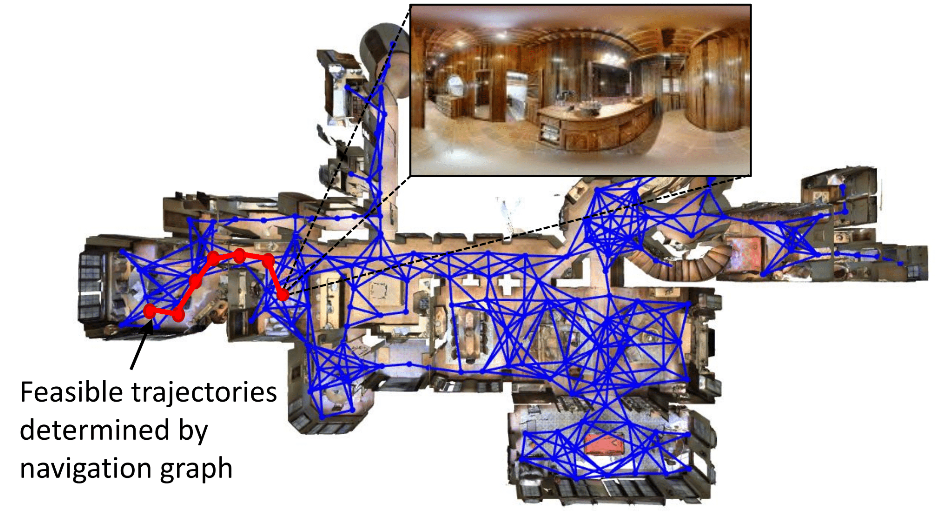 Feasible trajectories
determined by
navigation graph